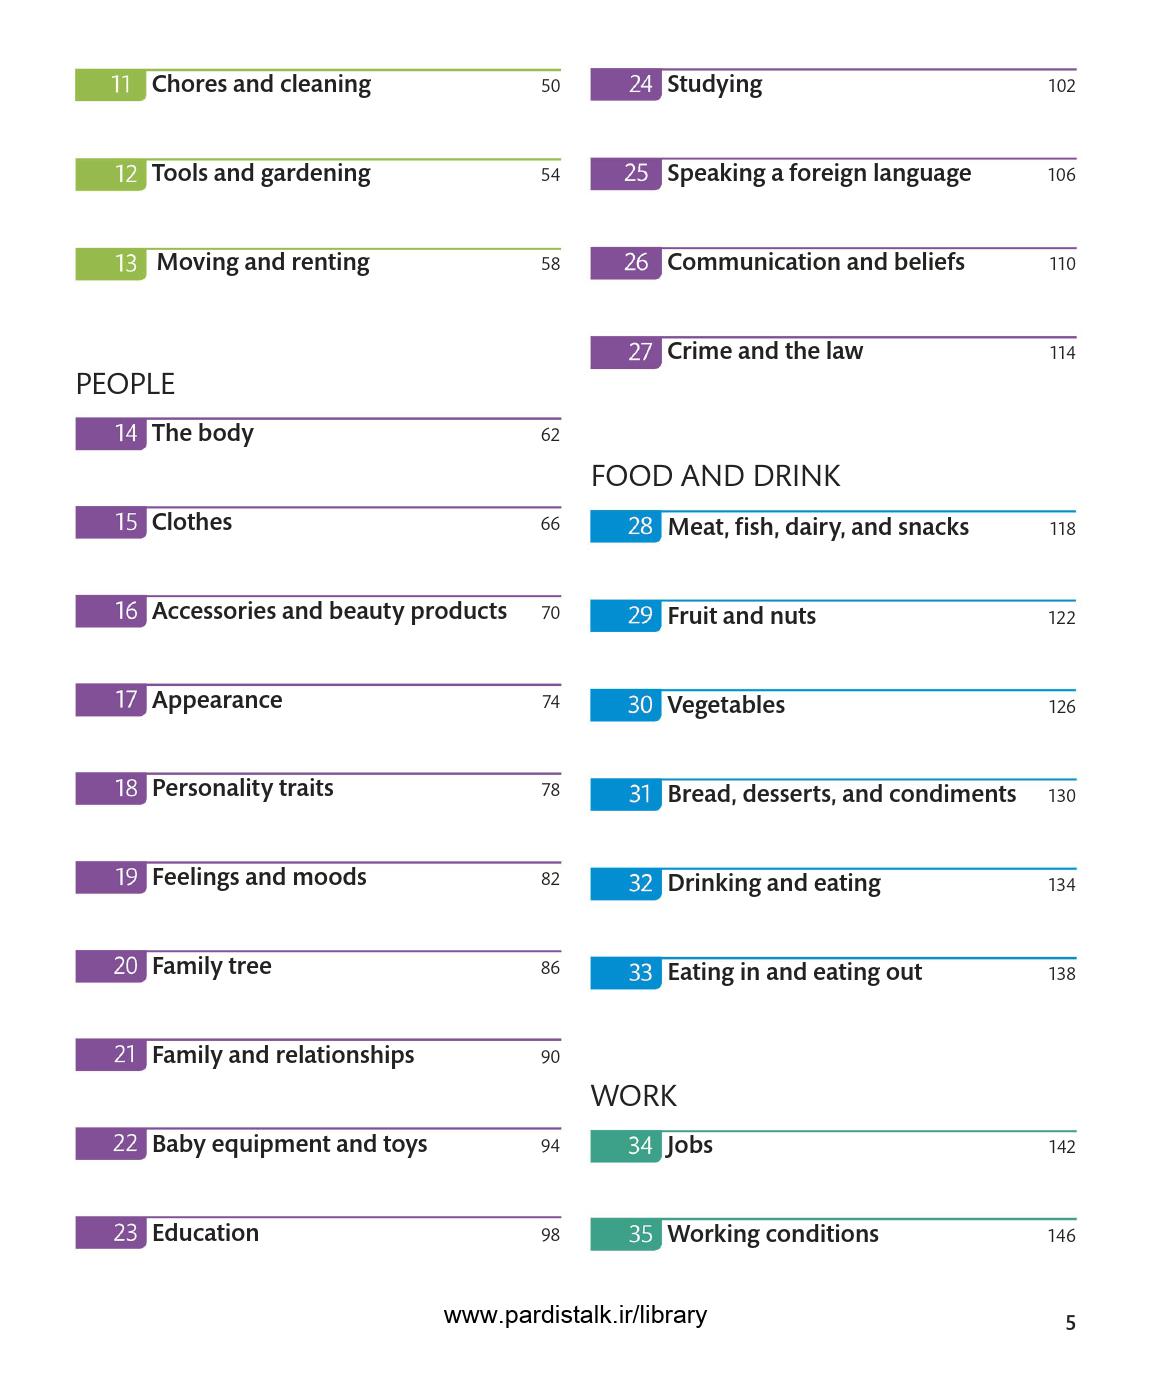 11 Chores and cleaning 50
12 Tools and gardening 54
13 Moving and renting 58
PEOPLE
14 The body 62
15 Clothes 66
16 Accessories and beauty products 70
17 Appearance 74
18 Personality traits 78
19 Feelings and moods 82
20 Family tree 86
21 Family and relationships 90
22 Baby equipment and toys 94
23 Education 98
24 Studying 102
25 Speaking a foreign language 106
26 Communication and beliefs 110
27 Crime and the law 114
FOOD AND DRINK
28 Meat, fish, dairy, and snacks 118
29 Fruit and nuts 122
30 Vegetables 126
31 Bread, desserts, and condiments 130
32 Drinking and eating 134
33 Eating in and eating out 138
WORK
34 Jobs 142
35 Working conditions 146
www.pardistalk.ir/library
5